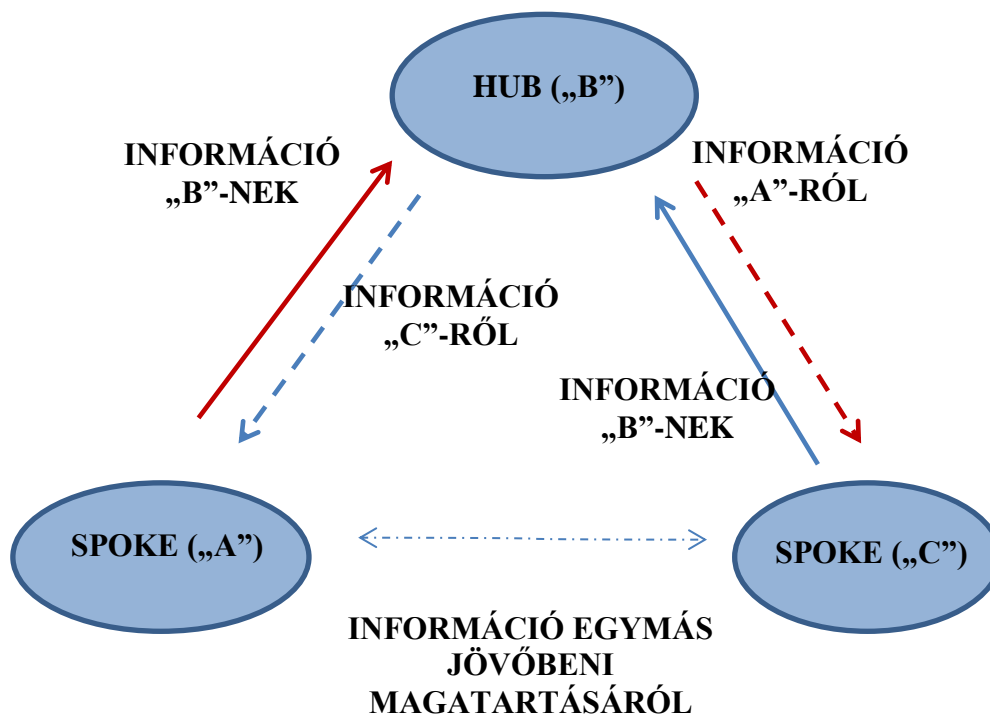 HUB („B”)
INFORMÁCIÓ
„B”-NEK
INFORMÁCIÓ
„A”-RÓL
INFORMÁCIÓ
„C”-RŐL
INFORMÁCIÓ
„B”-NEK
SPOKE („A”)
SPOKE („C”)
INFORMÁCIÓ EGYMÁS
JÖVŐBENI
MAGATARTÁSÁRÓL